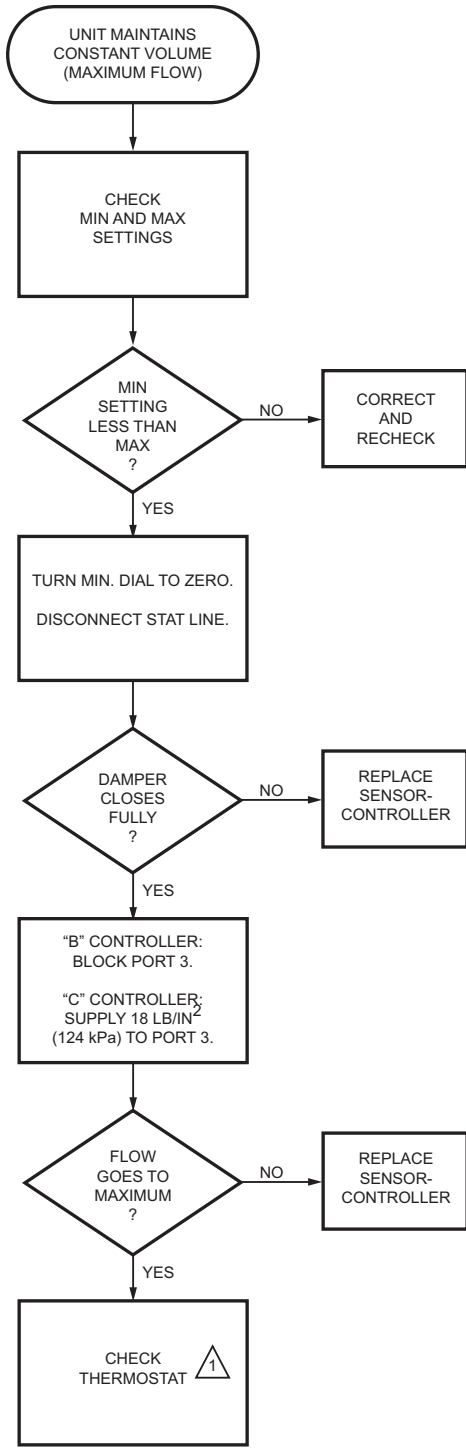 UNIT MAINTAINS
CONSTANT VOLUME
(MAXIMUM FLOW)
CHECK
MIN AND MAX
SETTINGS
MIN
SETTING
LESS THAN
MAX
?
NO
CORRECT
AND
RECHECK
YES
TURN MIN. DIAL TO ZERO.
DISCONNECT STAT LINE.
DAMPER
CLOSES
FULLY
?
NO
REPLACE
SENSOR-
CONTROLLER
YES
“B” CONTROLLER:
BLOCK PORT 3.
“C” CONTROLLER:
SUPPLY 18 LB/IN2
(124 kPa) TO PORT 3.
FLOW
GOES TO
MAXIMUM
?
NO
REPLACE
SENSOR-
CONTROLLER
YES
CHECK
THERMOSTAT 1